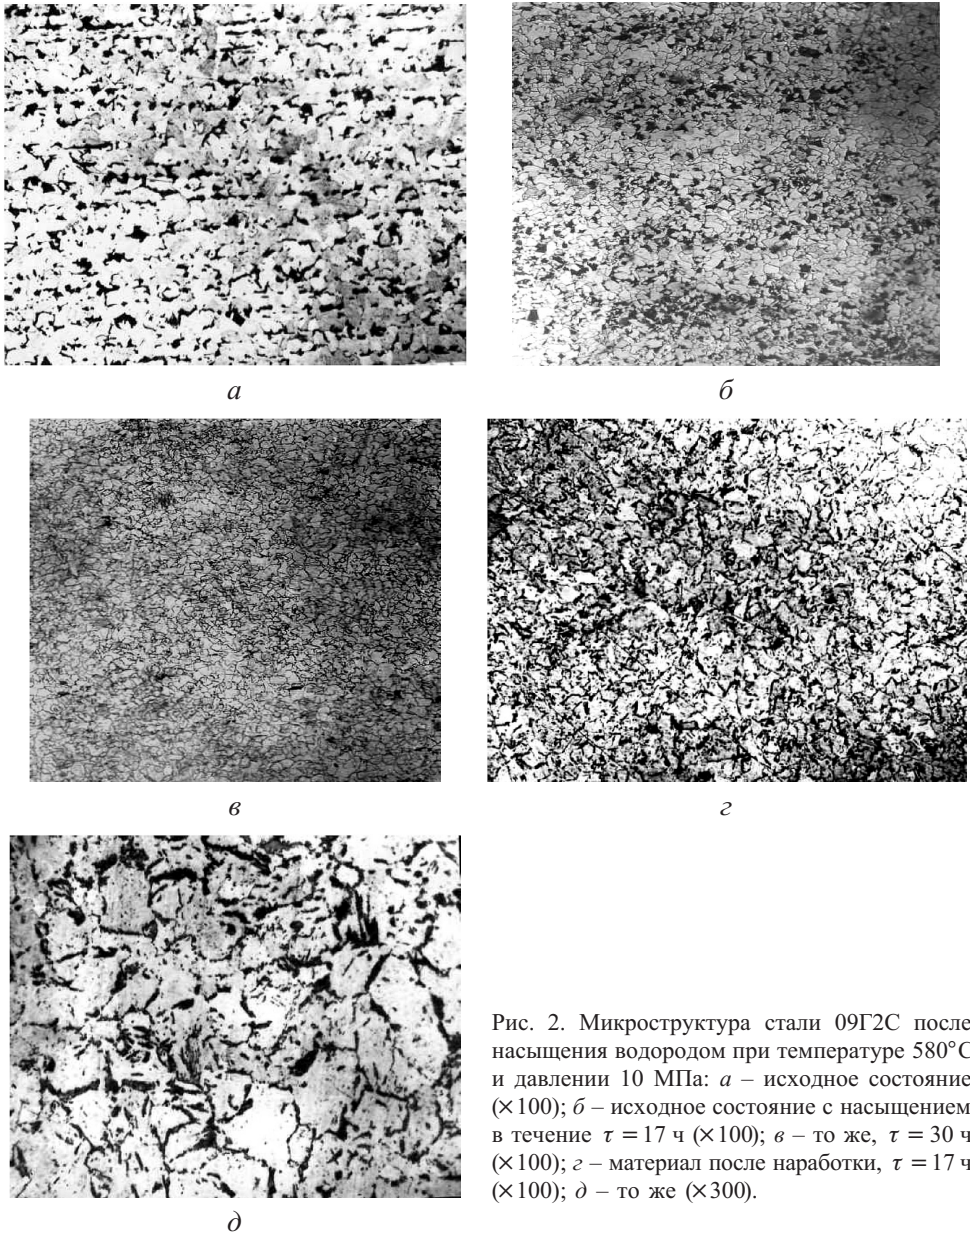 а
б
в
г
д
Рис. 2. Микроструктура стали 09Г2С после
насыщения водородом при температуре 580°С
и давлении 10 МПа: а – исходное состояние
(×100); б – исходное состояние с насыщением
в течение τ = 17 ч (×100); в – то же, τ = 30 ч
(×100); г – материал после наработки, τ = 17 ч
(×100); д – то же (×300).